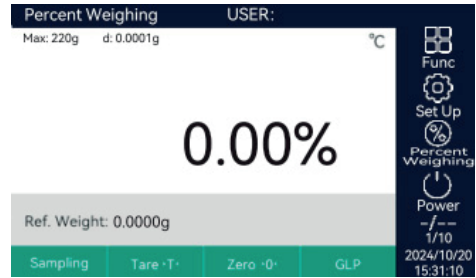 Percent Weighing USER:
Max: 220g d: 0.0001g °C
0.00%
Ref. Weight: 0.0000g
Sampling Tare ·T· Zero ·0· GLP
Func
Set Up
Percent
Weighing
Power
-/--
1/10
2024/10/20
15:31:10